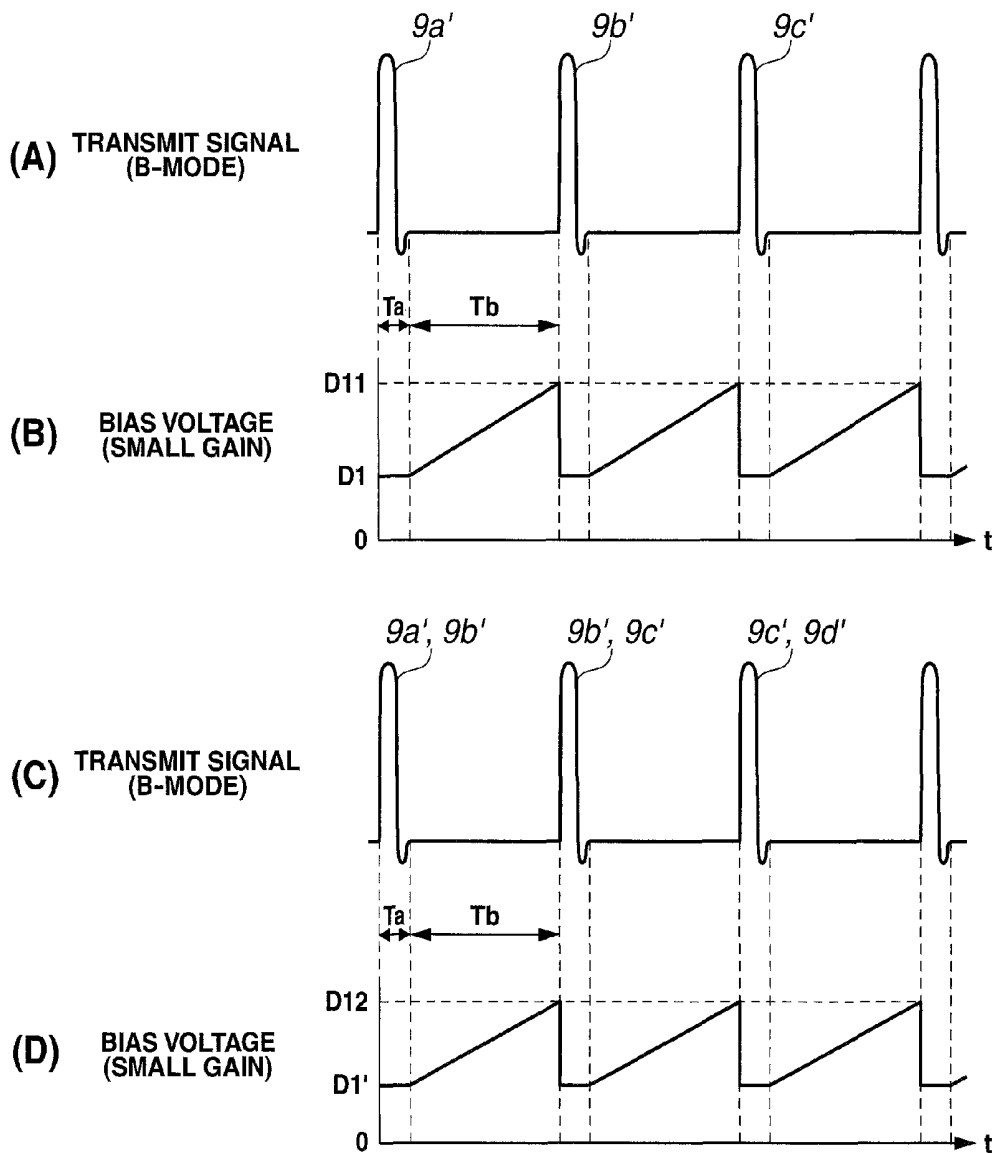 9a'
9b'
9c'
(A)
TRANSMIT SIGNAL
(B-MODE)
Ta
Tb
D11
(B)
BIAS VOLTAGE
(SMALL GAIN)
D1
0
t
9a', 9b'
9b', 9c'
9c', 9d'
(C)
TRANSMIT SIGNAL
(B-MODE)
Ta
Tb
D12
(D)
BIAS VOLTAGE
(SMALL GAIN)
D1'
0
t